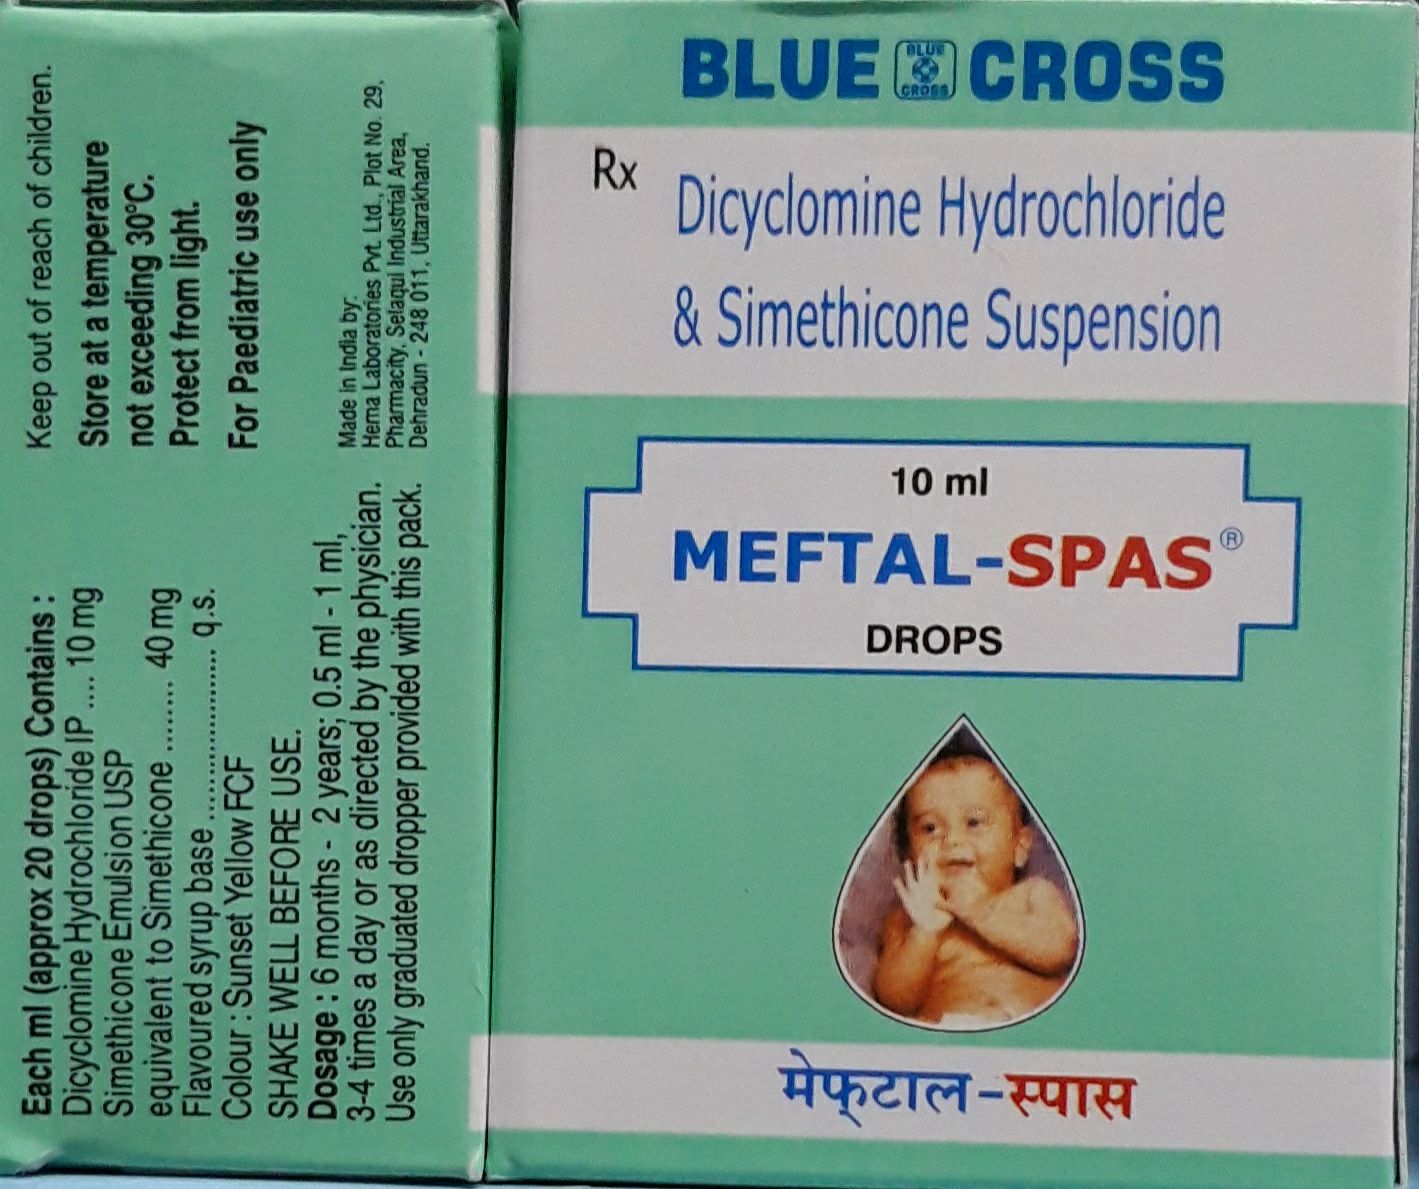 BLUE BLUE CROSS CROSS
Rx
Dicyclomine Hydrochloride
& Simethicone Suspension
10 ml
MEFTAL-SPAS®
DROPS
मेफ्टाल-स्पास
Each ml (approx 20 drops) Contains :
Dicyclomine Hydrochloride IP .... 10 mg
Simethicone Emulsion USP
equivalent to Simethicone ......... 40 mg
Flavoured syrup base .................... q.s.
Colour : Sunset Yellow FCF
SHAKE WELL BEFORE USE.
Dosage : 6 months - 2 years; 0.5 ml - 1 ml,
3-4 times a day or as directed by the physician.
Use only graduated dropper provided with this pack.
Keep out of reach of children.
Store at a temperature
not exceeding 30°C.
Protect from light.
For Paediatric use only
Made in India by:
Hema Laboratories Pvt. Ltd., Plot No. 29,
Pharmacity, Selaqui Industrial Area,
Dehradun - 248 011, Uttarakhand.